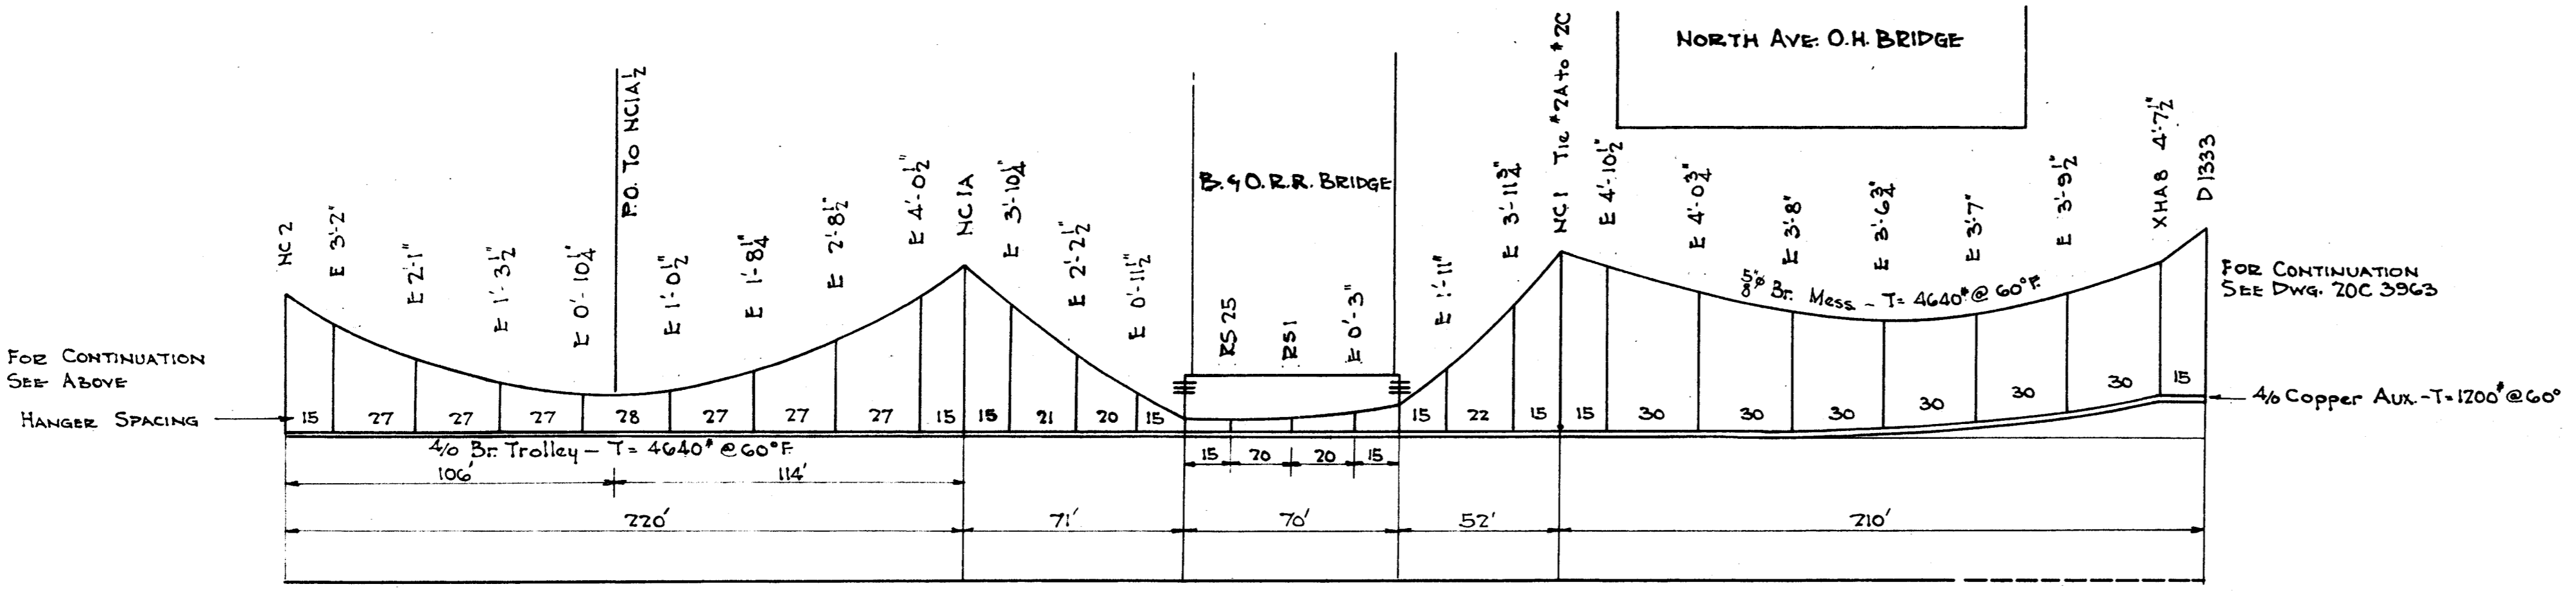 NORTH AVE. O.H. BRIDGE
P.O. TO NC1A½
B.&O.R.R. BRIDGE
NC 2
E 3'-2"
E 2'-1"
E 1'-3½"
E 0'-10¼"
E 1'-0½"
E 1'-8¼"
E 2'-8½"
E 4'-0½"
NC 1A
E 3'-10¼"
E 2'-2½"
E 0'-11½"
RS 25
RS 1
E 0'-3"
E 1'-11"
E 3'-11¾"
NC 1 Tie #2A to #2C
E 4'-10½"
E 4'-0¾"
E 3'-8"
E 3'-6¾"
E 3'-7"
E 3'-9½"
XHA8 4'-7½"
D1333
⅝"ø Br. Mess. - T= 4640# @ 60°F.
FOR CONTINUATION
SEE DWG. 20C 3963
FOR CONTINUATION
SEE ABOVE
HANGER SPACING
15 27 27 27 28 27 27 27 15 15 21 20 15 15 22 15 15 30 30 30 30 30 30 15
4/0 Copper Aux.-T=1200#@60°
4/0 Br. Trolley - T= 4640# @ 60°F.
15 20 20 15
106' 114'
220' 71' 70' 52' 210'